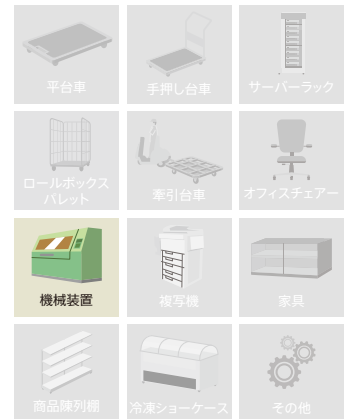 平台車
手押し台車
サーバーラック
ロールボックス
パレット
牽引台車
オフィスチェアー
機械装置
複写機
家具
商品陳列棚
冷凍ショーケース
その他